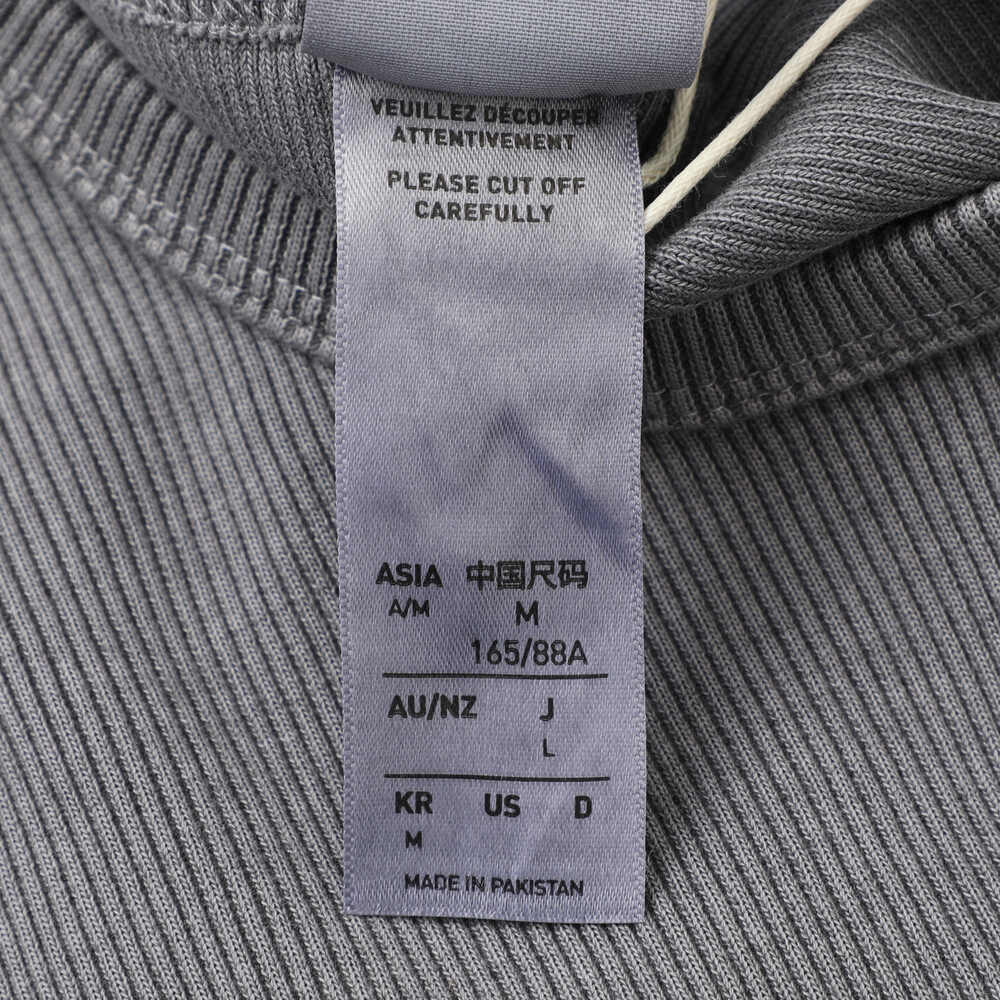 VEUILLEZ DÉCOUPER
ATTENTIVEMENT
PLEASE CUT OFF
CAREFULLY
ASIA 中国尺码
A/M M
165/88A
AU/NZ J
L
KR US D
M
MADE IN PAKISTAN